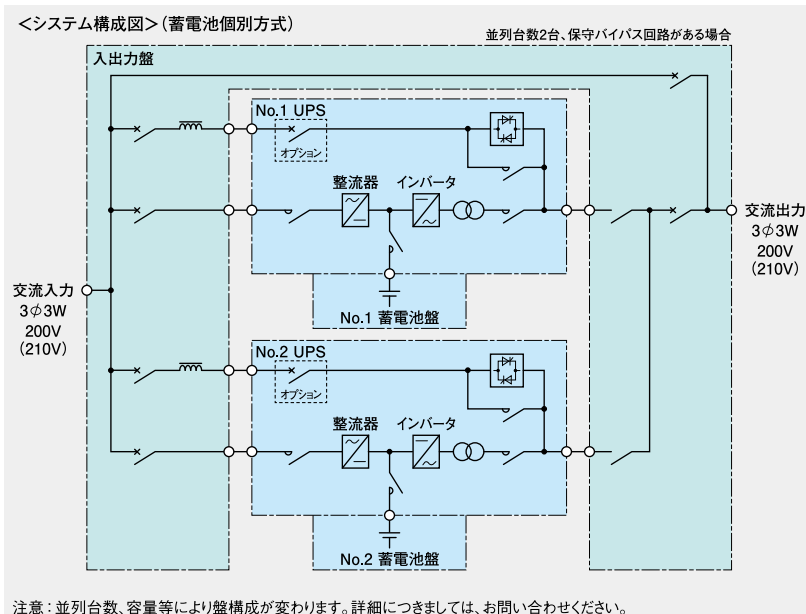 <システム構成図>(蓄電池個別方式)
並列台数2台、保守バイパス回路がある場合
入出力盤
No.1 UPS
オプション
整流器
インバータ
No.1 蓄電池盤
交流入力
3φ3W
200V
(210V)
交流出力
3φ3W
200V
(210V)
No.2 UPS
オプション
整流器
インバータ
No.2 蓄電池盤
注意：並列台数、容量等により盤構成が変わります。詳細につきましては、お問い合わせください。